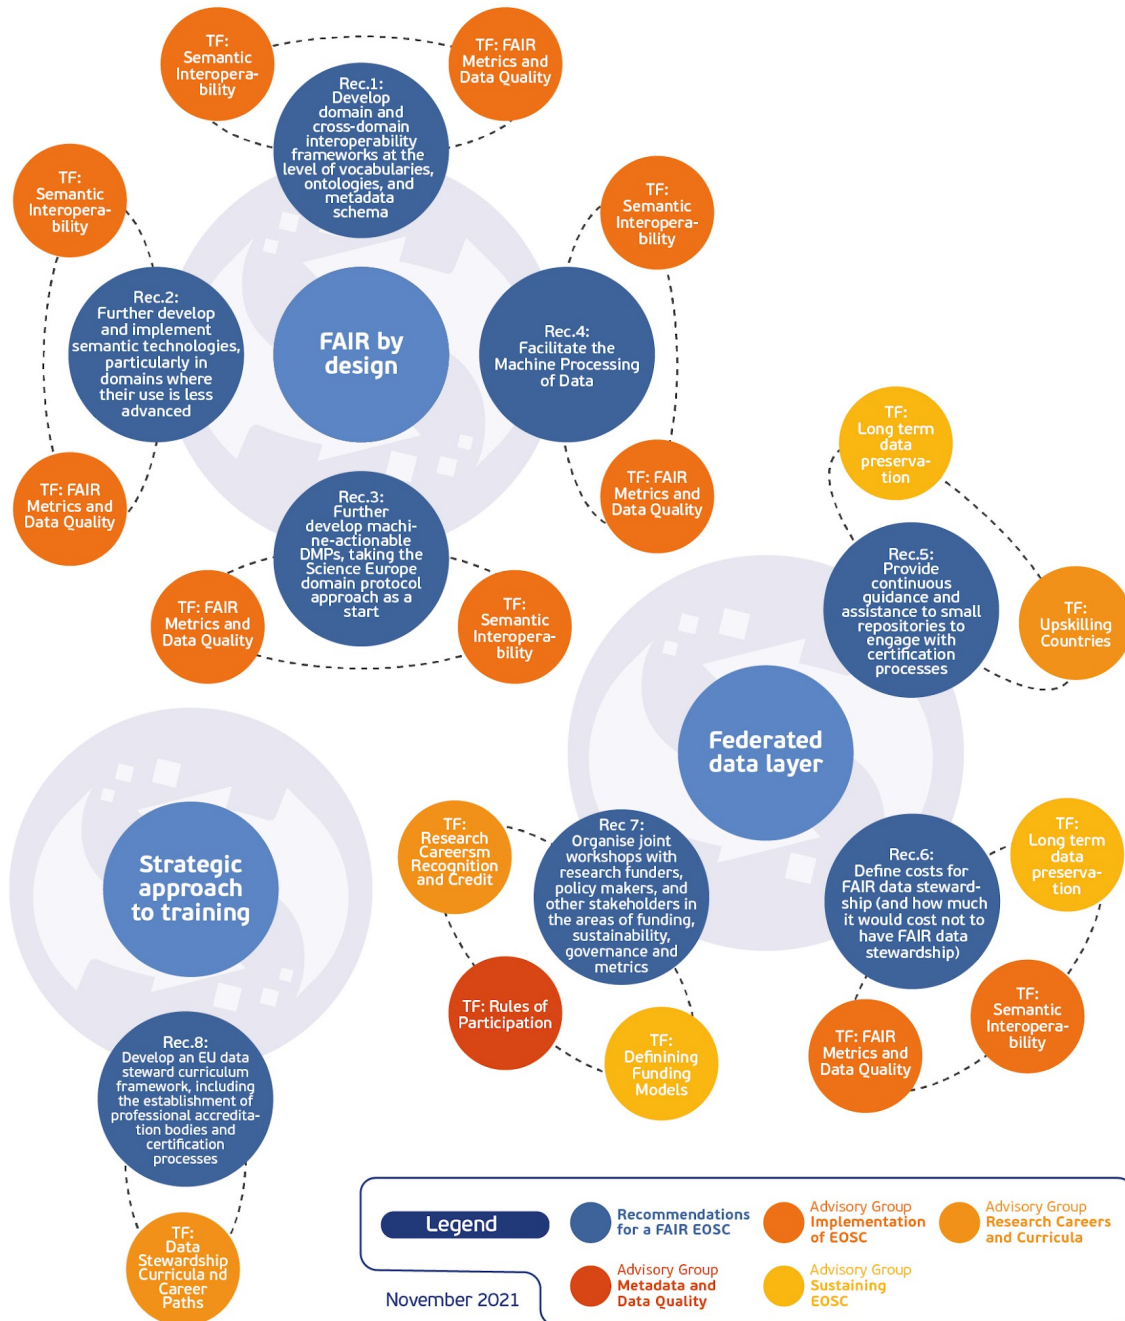 TF:
Semantic
Interopera-
bility
TF: FAIR
Metrics and
Data Quality
Rec.1:
Develop
domain and
cross-domain
interoperability
frameworks at the
level of vocabularies,
ontologies, and
metadata
schema
TF:
Semantic
Interopera-
bility
TF:
Semantic
Interopera-
bility
Rec.2:
Further develop
and implement
semantic technologies,
particularly in
domains where
their use is less
advanced
FAIR by
design
Rec.4:
Facilitate the
Machine Processing
of Data
TF: FAIR
Metrics and
Data Quality
TF: FAIR
Metrics and
Data Quality
Rec.3:
Further
develop machi-
ne-actionable
DMPs, taking the
Science Europe
domain protocol
approach as a
start
TF: FAIR
Metrics and
Data Quality
TF:
Semantic
Interopera-
bility
TF:
Long term
data
preserva-
tion
Rec.5:
Provide
continuous
guidance and
assistance to small
repositories to
engage with
certification
processes
TF:
Upskilling
Countries
Federated
data layer
TF:
Research
Careersm
Recognition
and Credit
Rec 7:
Organise joint
workshops with
research funders,
policy makers, and
other stakeholders in
the areas of funding,
sustainability,
governance and
metrics
Rec.6:
Define costs for
FAIR data steward-
ship (and how much
it would cost not to
have FAIR data
stewardship)
TF:
Long term
data
preserva-
tion
TF: Rules of
Participation
TF:
Definining
Funding
Models
TF: FAIR
Metrics and
Data Quality
TF:
Semantic
Interopera-
bility
Strategic
approach
to training
Rec.8:
Develop an EU data
steward curriculum
framework, including
the establishment of
professional accredita-
tion bodies and
certification
processes
TF:
Data
Stewardship
Curricula nd
Career
Paths
Legend
Recommendations
for a FAIR EOSC
Advisory Group
Implementation
of EOSC
Advisory Group
Research Careers
and Curricula
Advisory Group
Metadata and
Data Quality
Advisory Group
Sustaining
EOSC
November 2021